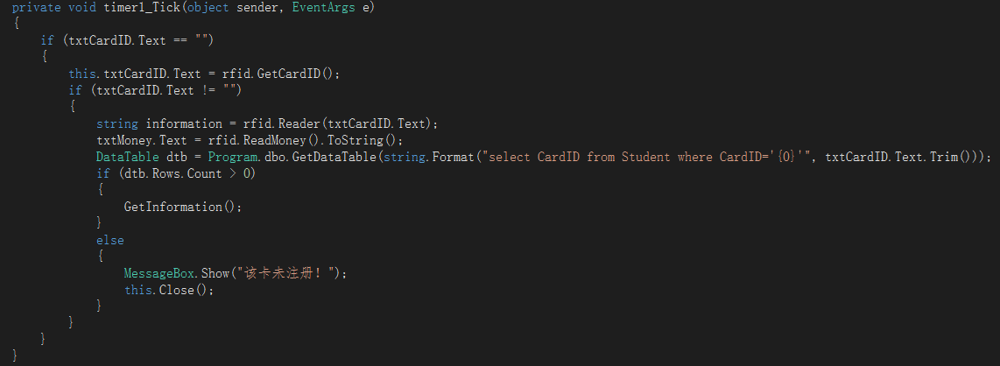 private void timer1_Tick(object sender, EventArgs e)
{
if (txtCardID.Text == "")
{
this.txtCardID.Text = rfid.GetCardID();
if (txtCardID.Text != "")
{
string information = rfid.Reader(txtCardID.Text);
txtMoney.Text = rfid.ReadMoney().ToString();
DataTable dtb = Program.dbo.GetDataTable(string.Format("select CardID from Student where CardID='{0}'", txtCardID.Text.Trim()));
if (dtb.Rows.Count > 0)
{
GetInformation();
}
else
{
MessageBox.Show("该卡未注册！");
this.Close();
}
}
}
}